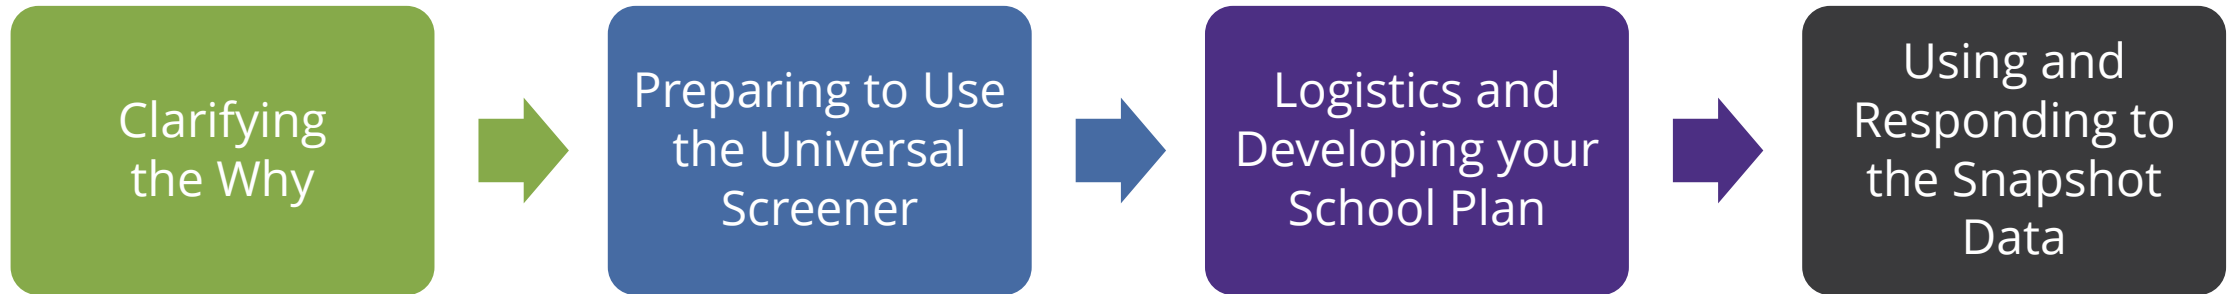 Clarifying
the Why
Preparing to Use
the Universal
Screener
Logistics and
Developing your
School Plan
Using and
Responding to
the Snapshot
Data